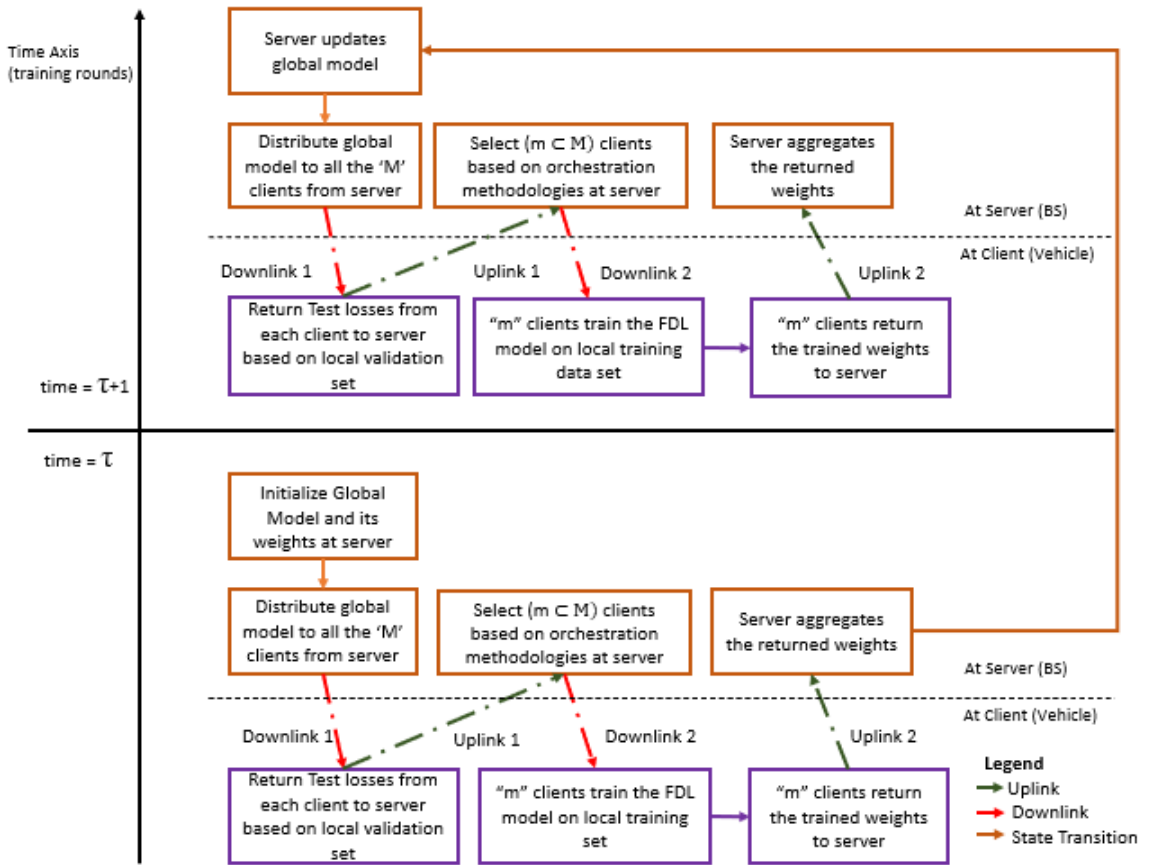 Time Axis
(training rounds)
Server updates
global model
Distribute global
model to all the ‘M’
clients from server
Select (m ⊂ M) clients
based on orchestration
methodologies at server
Server aggregates
the returned
weights
At Server (BS)
At Client (Vehicle)
Downlink 1
Uplink 1
Downlink 2
Uplink 2
Return Test losses from
each client to server
based on local validation
set
“m” clients train the FDL
model on local training
data set
“m” clients return
the trained weights
to server
time = τ+1
time = τ
Initialize Global
Model and its
weights at server
Distribute global
model to all the ‘M’
clients from server
Select (m ⊂ M) clients
based on orchestration
methodologies at server
Server aggregates
the returned weights
At Server (BS)
At Client (Vehicle)
Downlink 1
Uplink 1
Downlink 2
Uplink 2
Return Test losses from
each client to server
based on local validation
set
“m” clients train the FDL
model on local training
set
“m” clients return
the trained weights
to server
Legend
Uplink
Downlink
State Transition